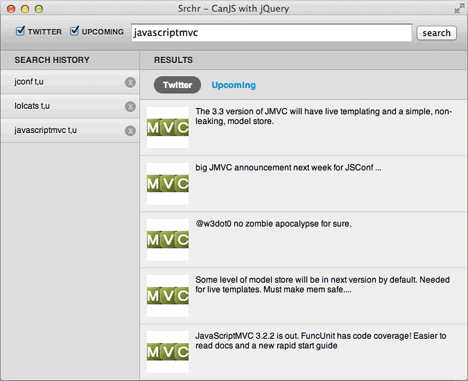 Srchr – CanJS with jQuery
TWITTER UPCOMING javascriptmvc search
SEARCH HISTORY
jconf t,u x
lolcats t,u x
javascriptmvc t,u x
RESULTS
Twitter Upcoming
MVC
The 3.3 version of JMVC will have live templating and a simple, non-
leaking, model store.
MVC
big JMVC announcement next week for JSConf ...
MVC
@w3dot0 no zombie apocalypse for sure.
MVC
Some level of model store will be in next version by default. Needed
for live templates. Must make mem safe....
MVC
JavaScriptMVC 3.2.2 is out. FuncUnit has code coverage! Easier to
read docs and a new rapid start guide